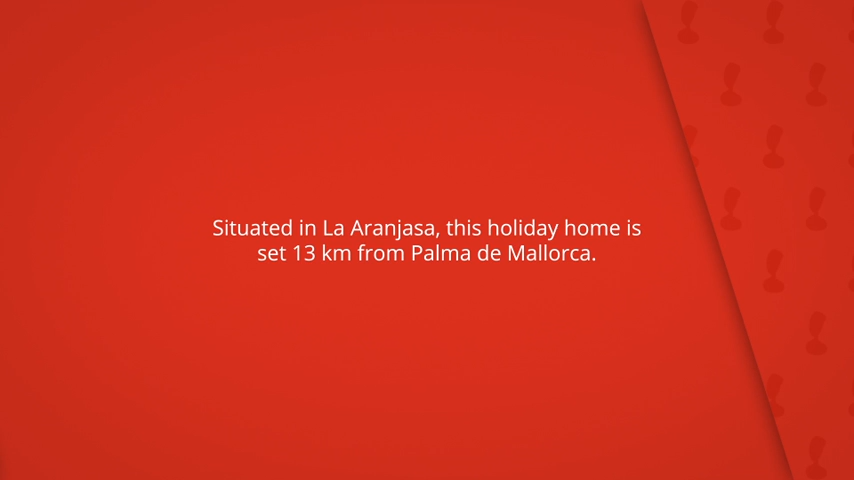 Situated in La Aranjasa, this holiday home is
set 13 km from Palma de Mallorca.